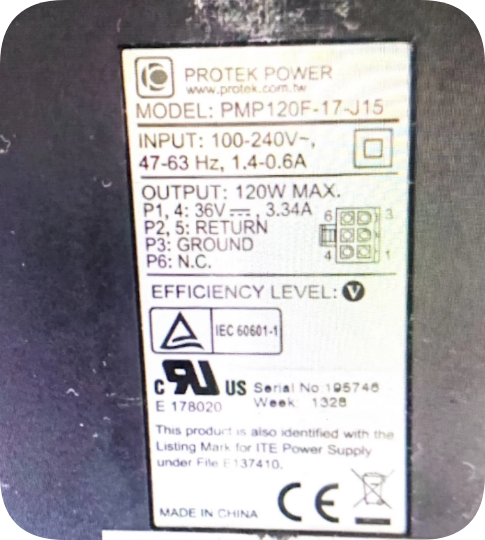 PROTEK POWER
www.protek.com.tw
MODEL: PMP120F-17-J15
INPUT: 100-240V~,
47-63 Hz, 1.4-0.6A
OUTPUT: 120W MAX.
P1, 4: 36V⎓, 3.34A
P2, 5: RETURN
P3: GROUND
P6: N.C.
6 3
4 1
EFFICIENCY LEVEL: V
IEC 60601-1
c RU US
E 178020
Serial No 195746
Week 1328
This product is also identified with the
Listing Mark for ITE Power Supply
under File E137410.
MADE IN CHINA CE